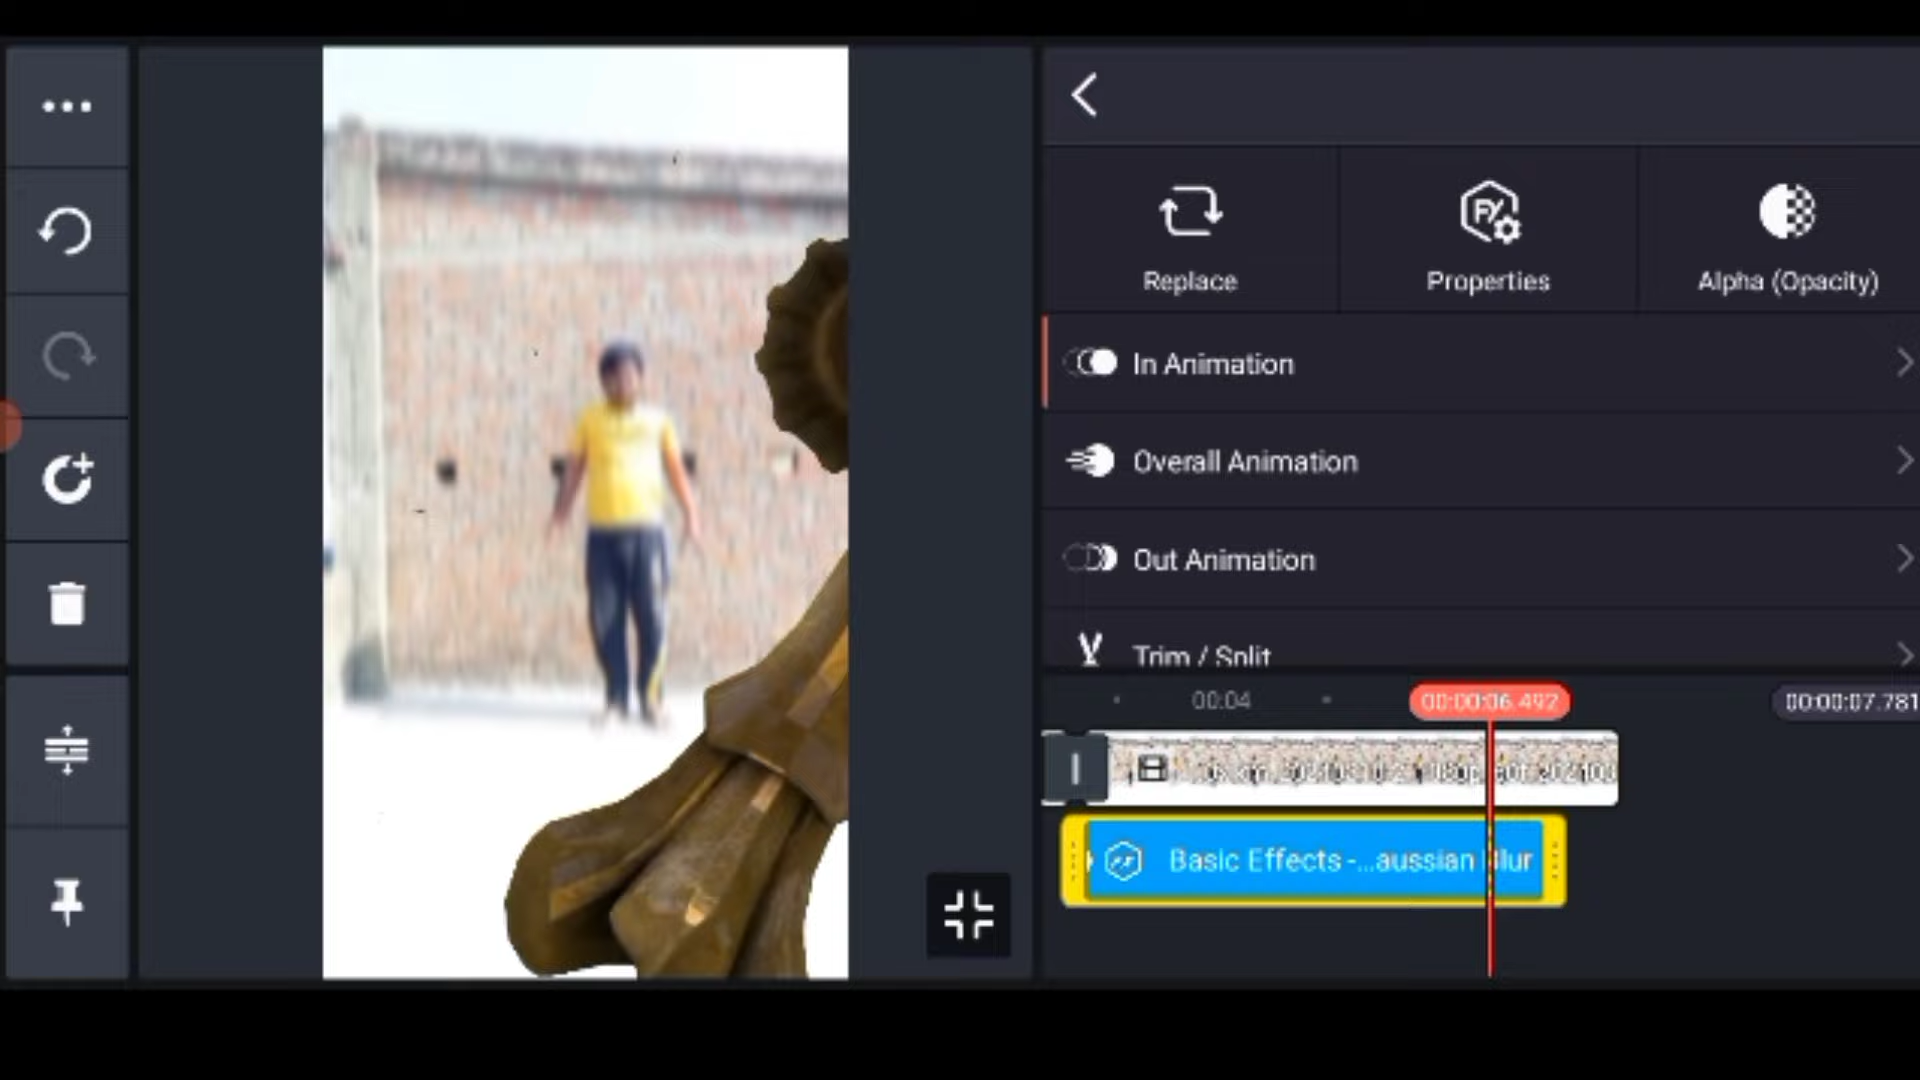 Replace
Properties
Alpha (Opacity)
In Animation
Overall Animation
Out Animation
Trim / Split
00:04
00:00:06.492
00:00:07.781
Basic Effects -...aussian Blur